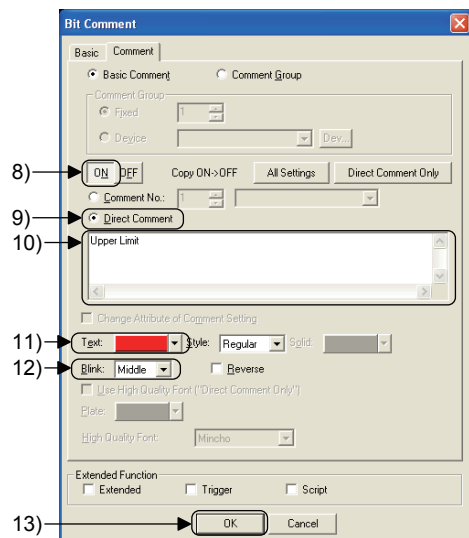 Bit Comment
Basic Comment
Basic Comment Comment Group
Comment Group
Fixed 1
Device Dev...
8) ON OFF Copy ON->OFF All Settings Direct Comment Only
Comment No.: 1
9) Direct Comment
10) Upper Limit
Change Attribute of Comment Setting
11) Text: Style: Regular Solid:
12) Blink: Middle Reverse
Use High Quality Font ("Direct Comment Only")
Plate:
High Quality Font: Mincho
Extended Function
Extended Trigger Script
13) OK Cancel